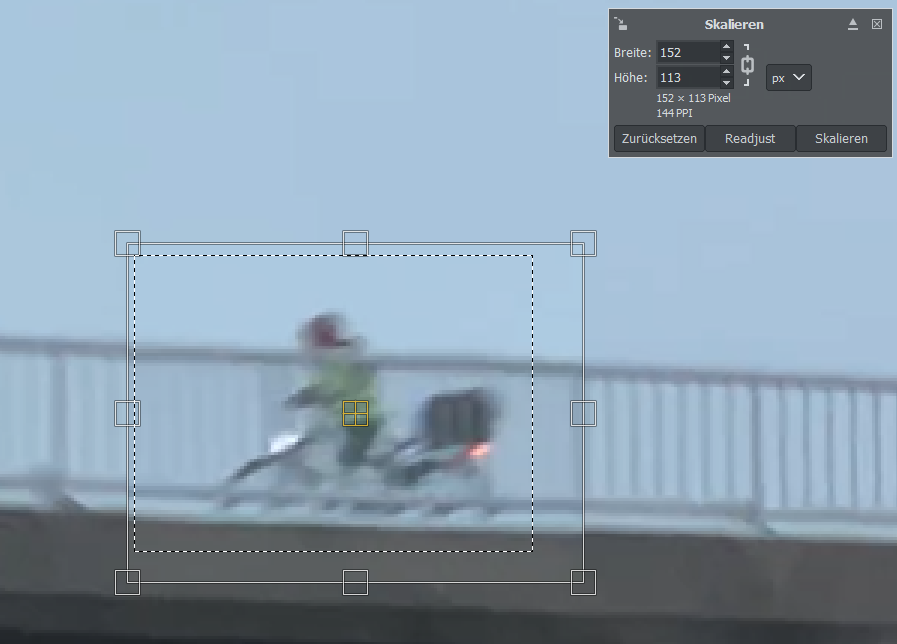 Skalieren
Breite: 152
Höhe: 113 px
152 × 113 Pixel
144 PPI
Zurücksetzen Readjust Skalieren